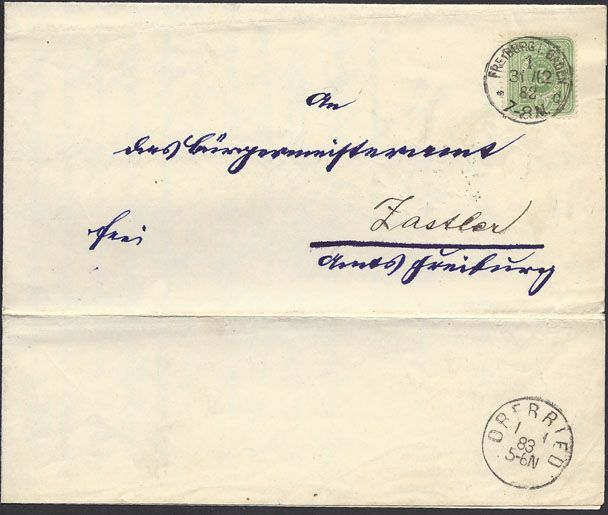 FREIBURG i. BADEN
1
31 12
82
* d
7-8N
An
das Bürgermeisteramt
Zastler
frei
Amts Freiburg
OBERRIED
1 1
83
5-6N